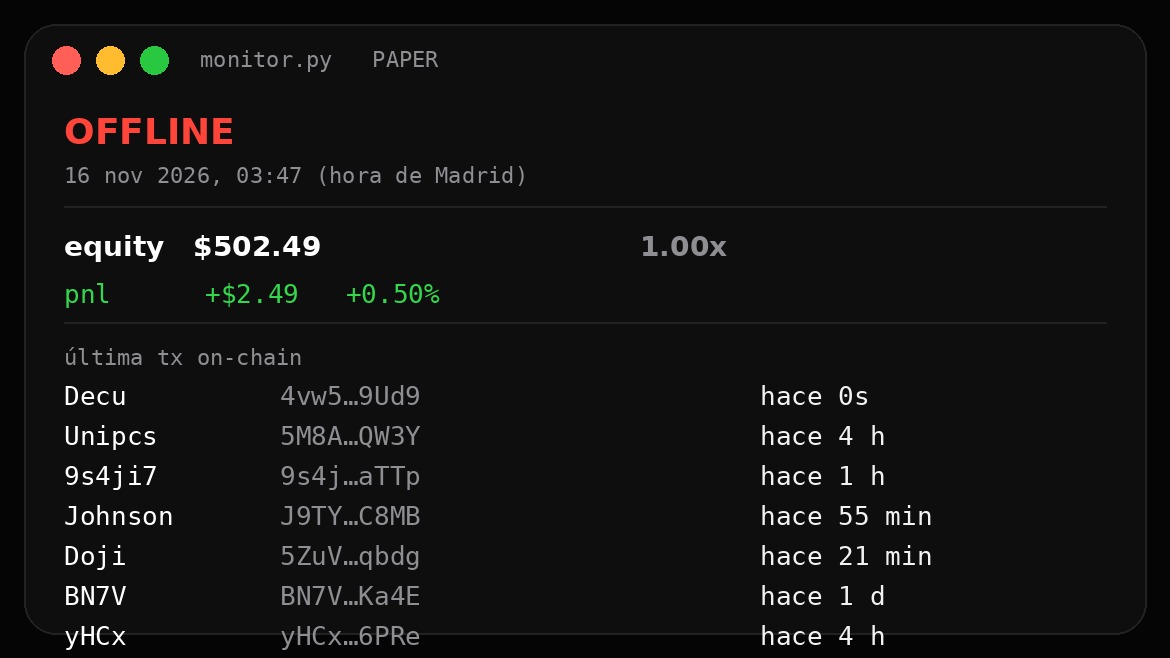 monitor.py PAPER
OFFLINE
16 nov 2026, 03:47 (hora de Madrid)
equity $502.49 1.00x
pnl +$2.49 +0.50%
última tx on-chain
Decu 4vw5…9Ud9 hace 0s
Unipcs 5M8A…QW3Y hace 4 h
9s4ji7 9s4j…aTTp hace 1 h
Johnson J9TY…C8MB hace 55 min
Doji 5ZuV…qbdg hace 21 min
BN7V BN7V…Ka4E hace 1 d
yHCx yHCx…6PRe hace 4 h